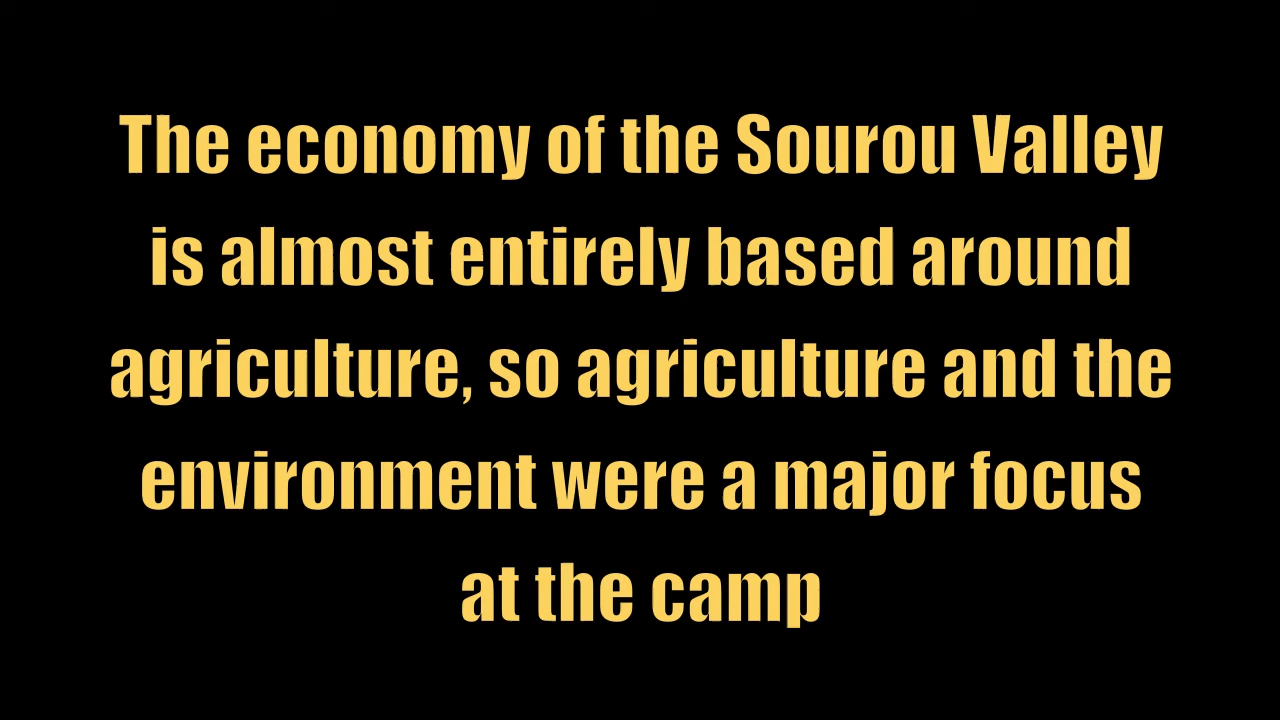 The economy of the Sourou Valley
is almost entirely based around
agriculture, so agriculture and the
environment were a major focus
at the camp